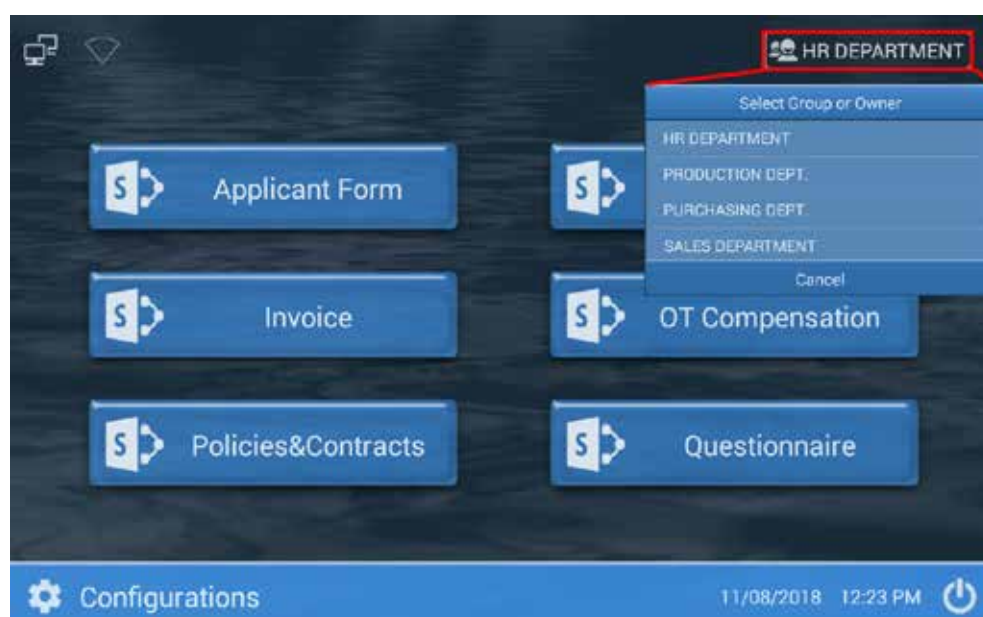 HR DEPARTMENT
Select Group or Owner
HR DEPARTMENT
PRODUCTION DEPT.
PURCHASING DEPT.
SALES DEPARTMENT
Cancel
S Applicant Form
S
S Invoice
S OT Compensation
S Policies&Contracts
S Questionnaire
Configurations
11/08/2018 12:23 PM